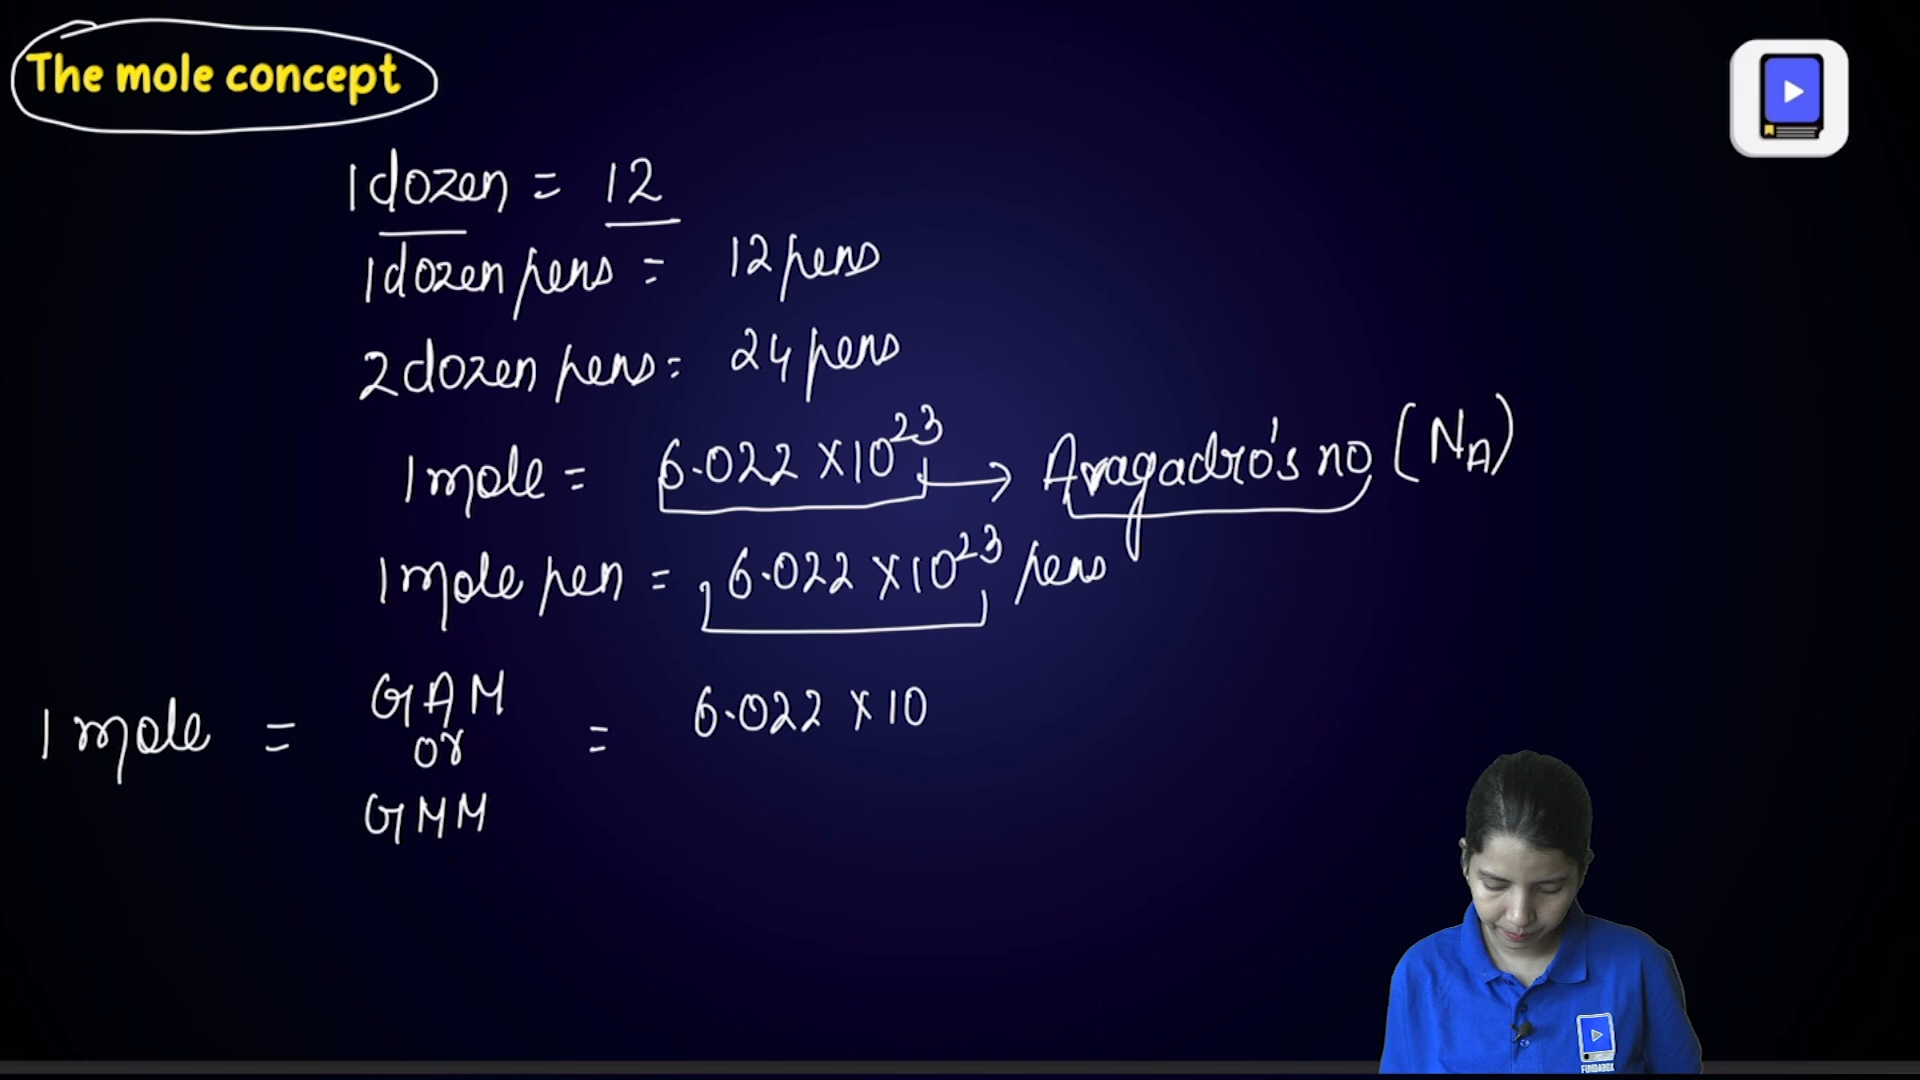 The mole concept
1 dozen = 12
1 dozen pens = 12 pens
2 dozen pens = 24 pens
1 mole = 6.022 × 10²³ → Avagadro's no (N_A)
1 mole pen = 6.022 × 10²³ pens
1 mole = GAM or GMM = 6.022 × 10
FUNDABOX